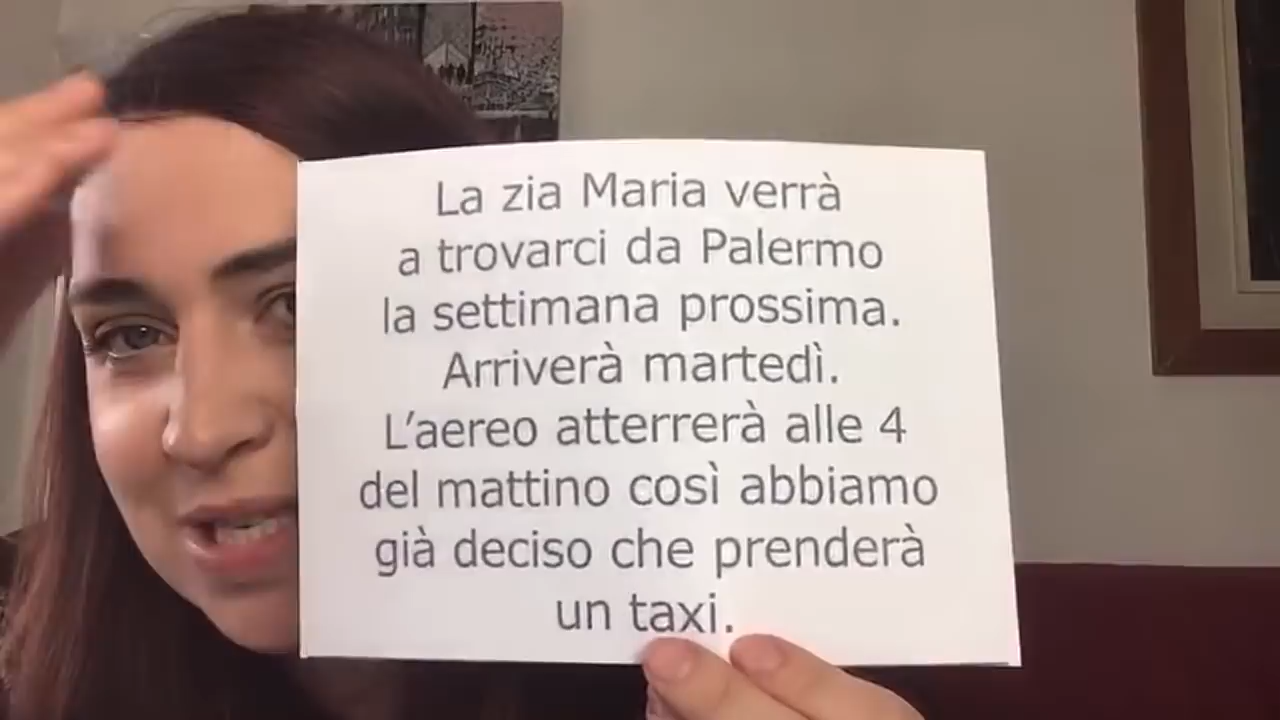 La zia Maria verrà
a trovarci da Palermo
la settimana prossima.
Arriverà martedì.
L'aereo atterrerà alle 4
del mattino così abbiamo
già deciso che prenderà
un taxi.